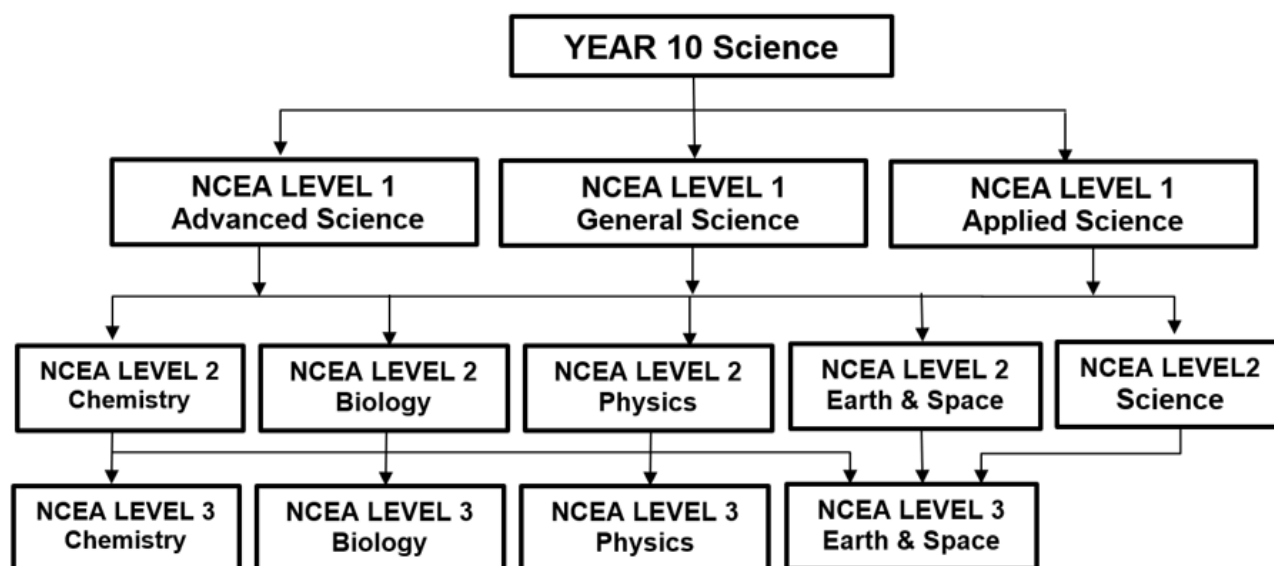 YEAR 10 Science
NCEA LEVEL 1
Advanced Science
NCEA LEVEL 1
General Science
NCEA LEVEL 1
Applied Science
NCEA LEVEL 2
Chemistry
NCEA LEVEL 2
Biology
NCEA LEVEL 2
Physics
NCEA LEVEL 2
Earth & Space
NCEA LEVEL2
Science
NCEA LEVEL 3
Chemistry
NCEA LEVEL 3
Biology
NCEA LEVEL 3
Physics
NCEA LEVEL 3
Earth & Space